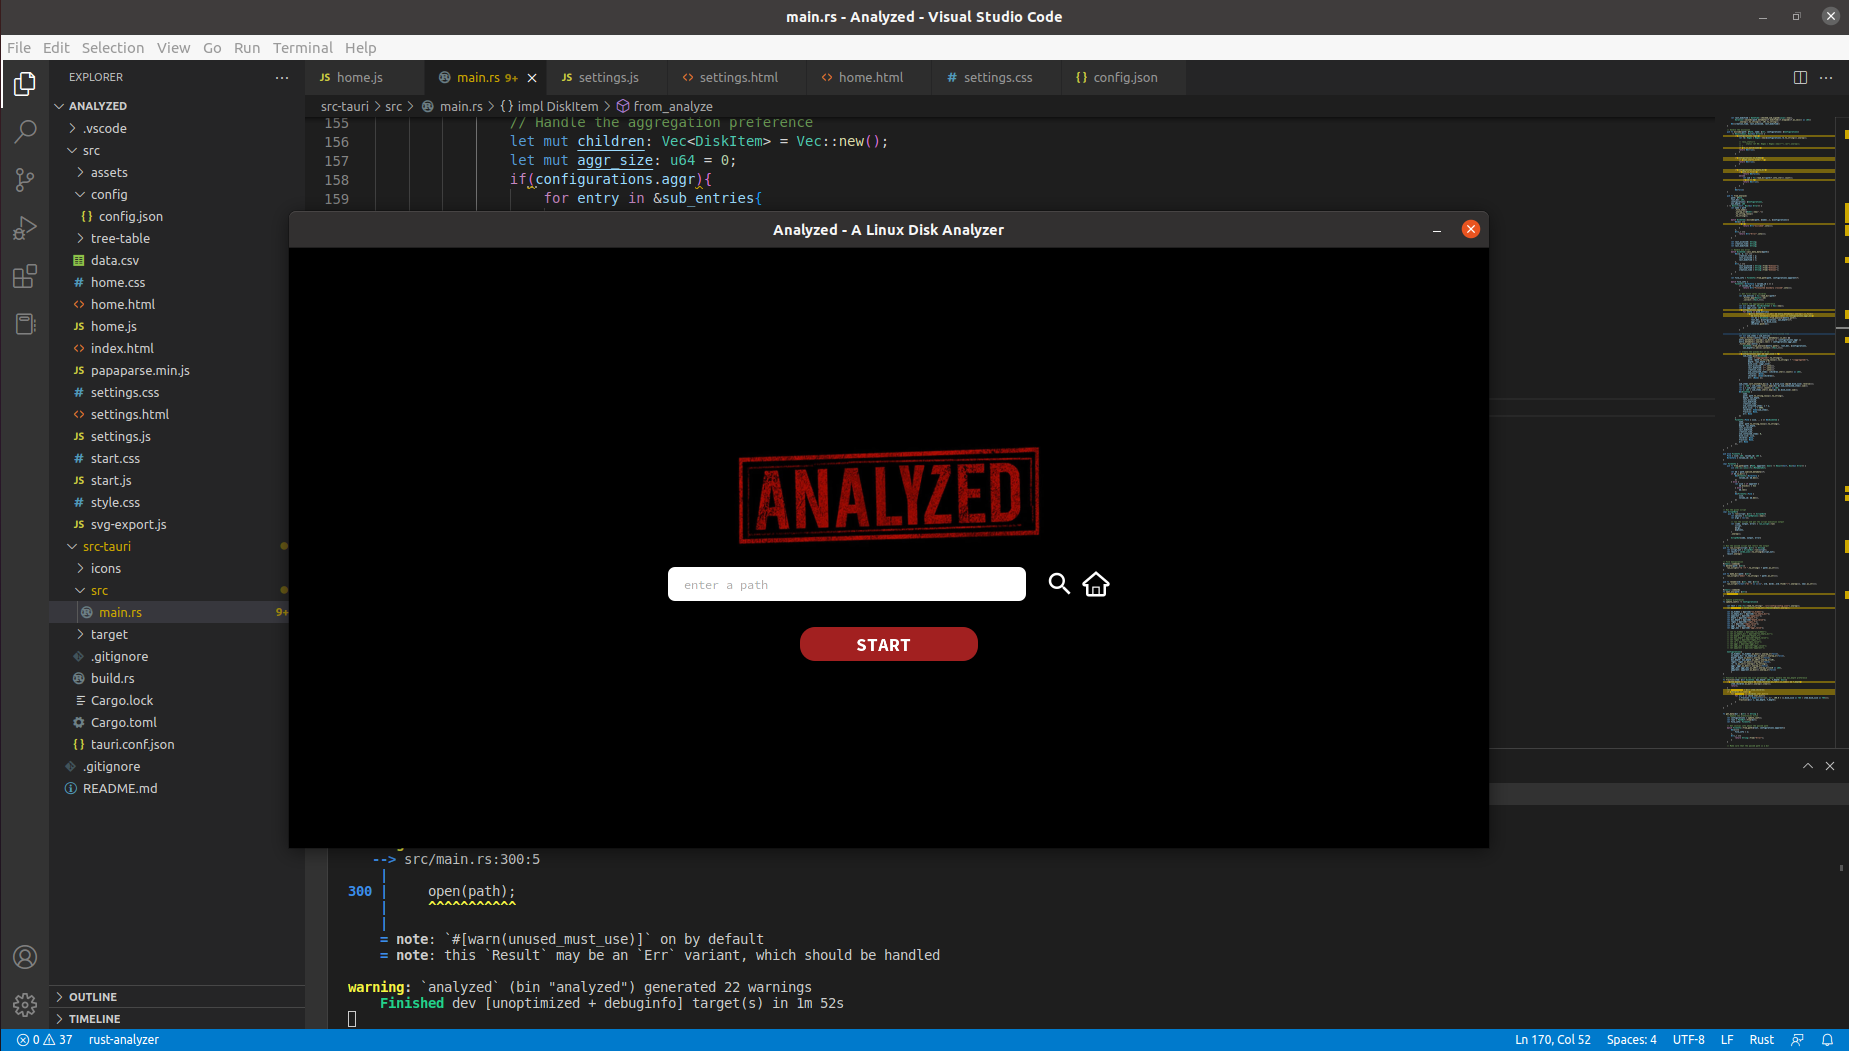 main.rs - Analyzed - Visual Studio Code
File Edit Selection View Go Run Terminal Help
EXPLORER
ANALYZED
.vscode
src
assets
config
config.json
tree-table
data.csv
home.css
home.html
home.js
index.html
papaparse.min.js
settings.css
settings.html
settings.js
start.css
start.js
style.css
svg-export.js
src-tauri
icons
src
main.rs 9+
target
.gitignore
build.rs
Cargo.lock
Cargo.toml
tauri.conf.json
.gitignore
README.md
OUTLINE
TIMELINE
home.js main.rs 9+ settings.js settings.html home.html settings.css config.json
src-tauri > src > main.rs > {} impl DiskItem > from_analyze
155 // Handle the aggregation preference
156 let mut children: Vec<DiskItem> = Vec::new();
157 let mut aggr_size: u64 = 0;
158 if(configurations.aggr){
159 for entry in &sub_entries{
Analyzed - A Linux Disk Analyzer
ANALYZED
enter a path
START
--> src/main.rs:300:5
|
300 | open(path);
| ^^^^^^^^^^^
|
= note: `#[warn(unused_must_use)]` on by default
= note: this `Result` may be an `Err` variant, which should be handled
warning: `analyzed` (bin "analyzed") generated 22 warnings
Finished dev [unoptimized + debuginfo] target(s) in 1m 52s
0 37 rust-analyzer Ln 170, Col 52 Spaces: 4 UTF-8 LF Rust